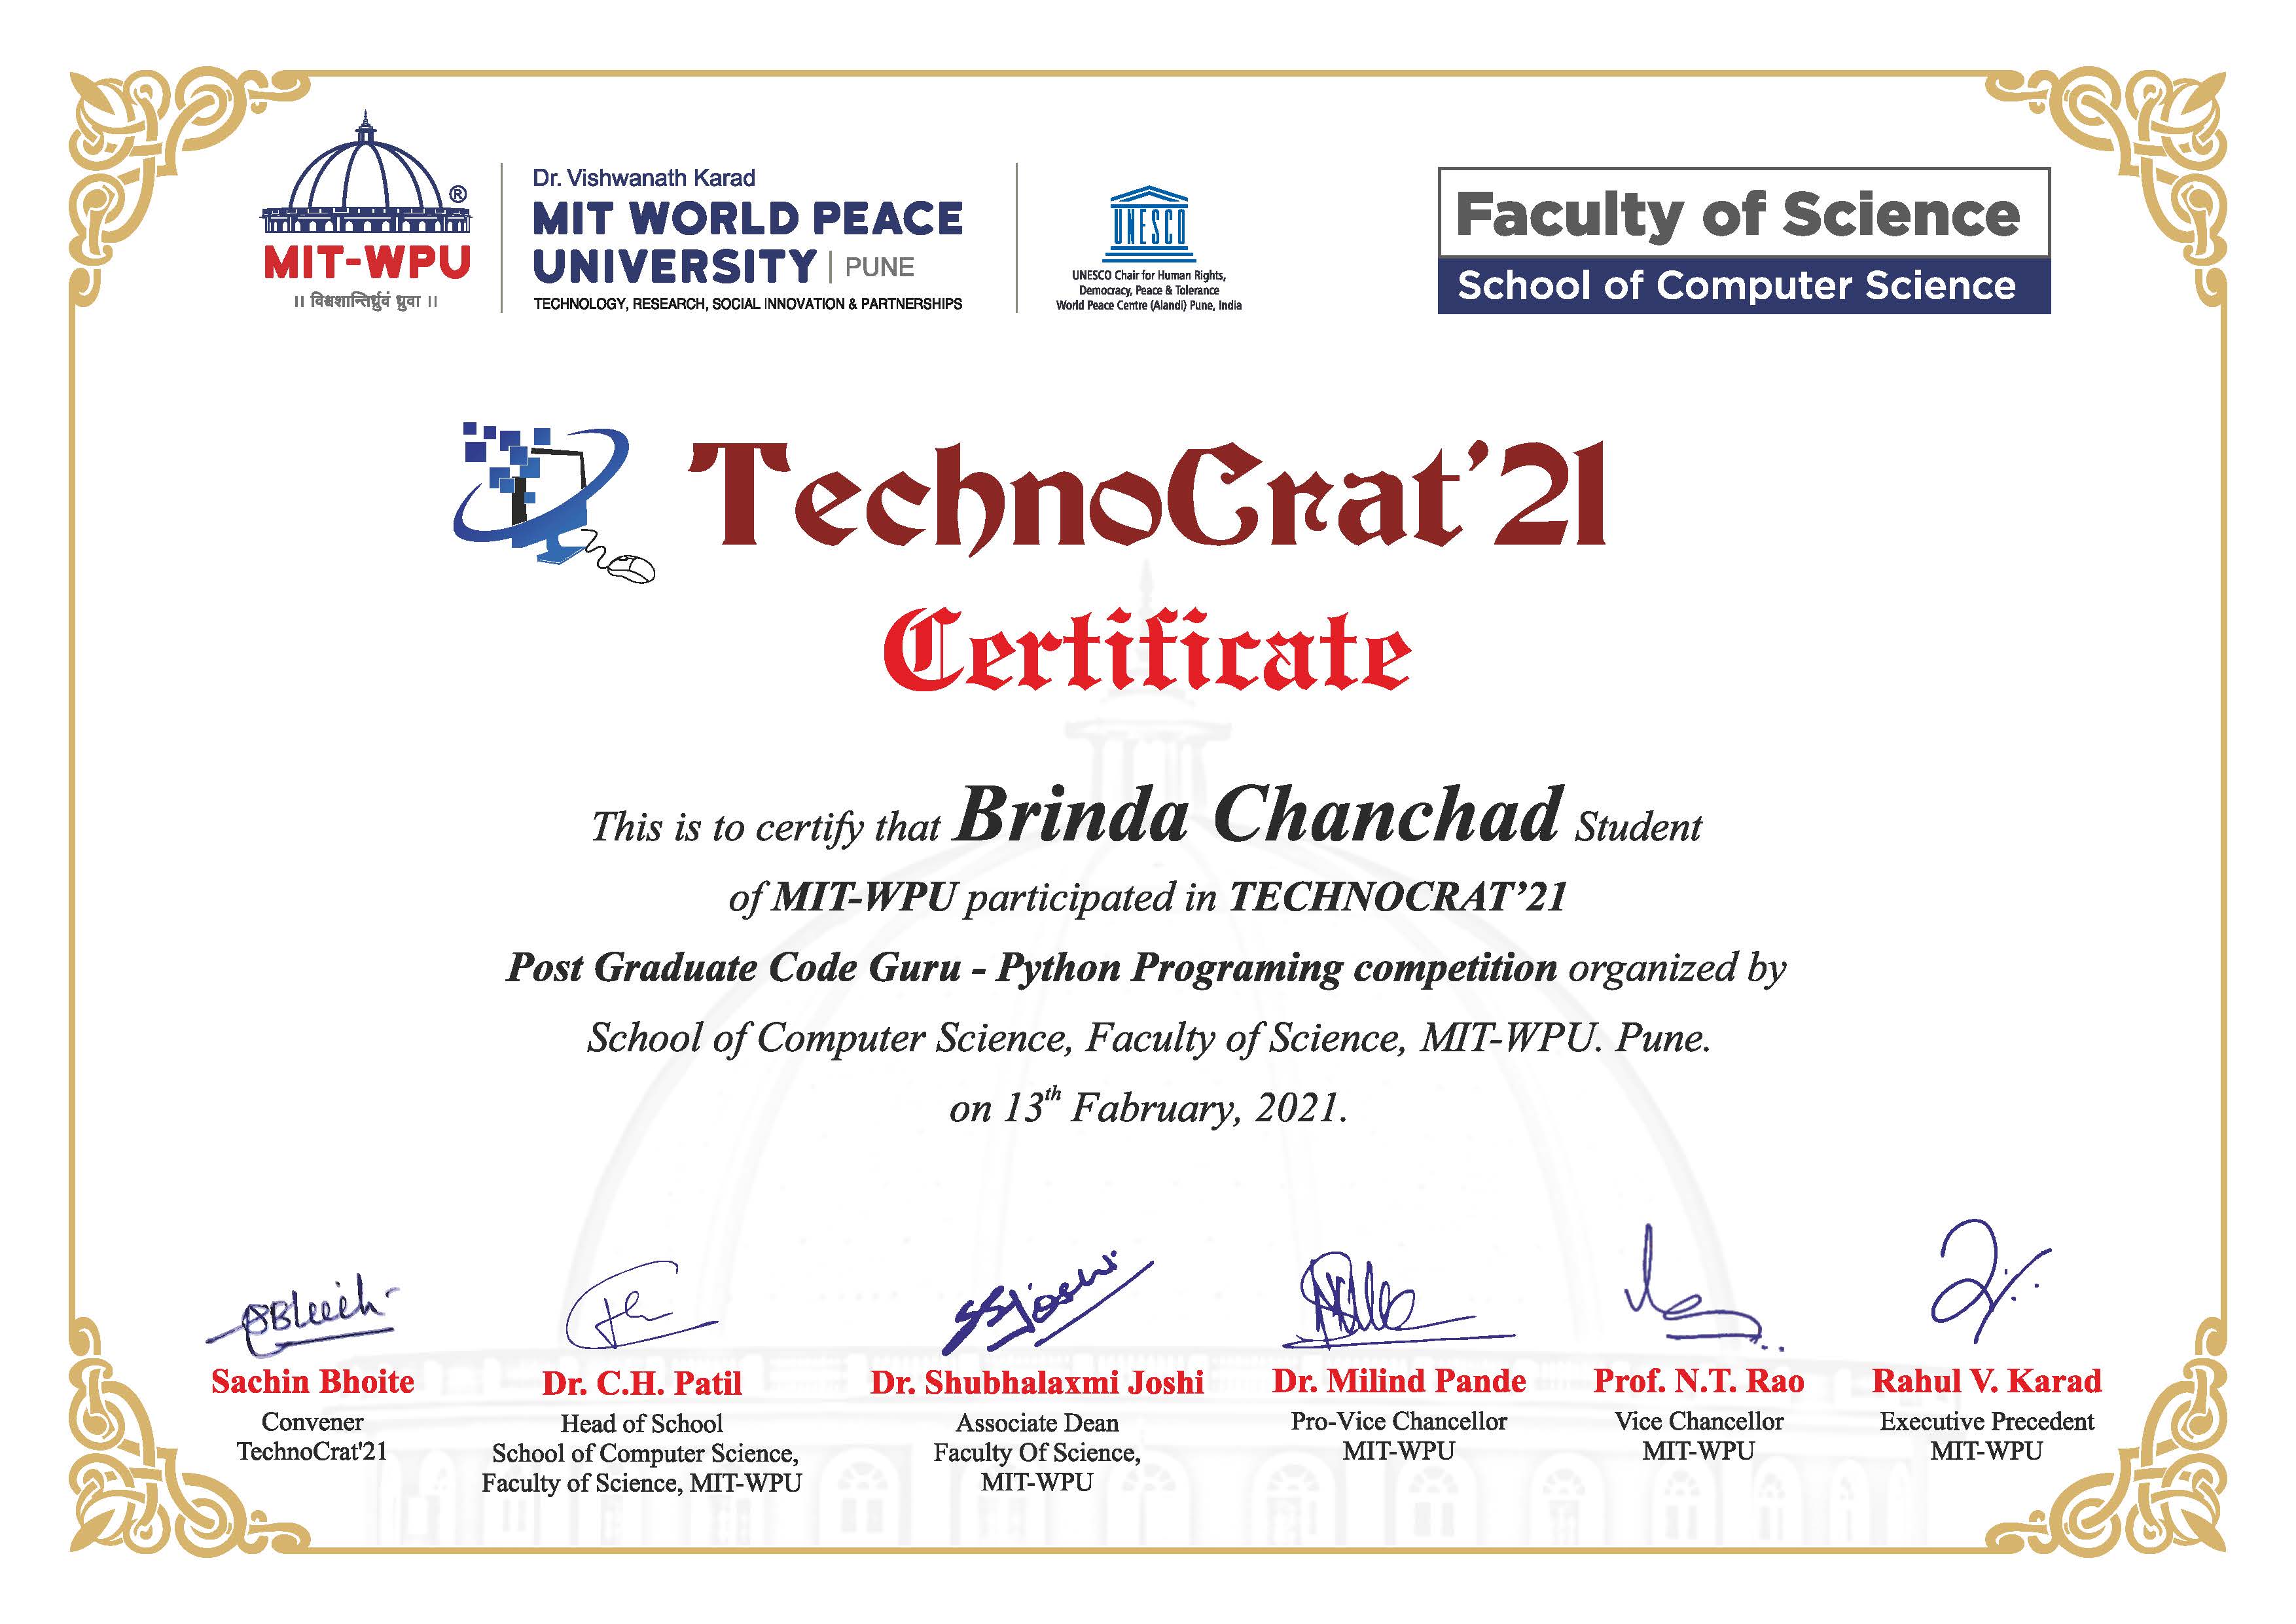 MIT-WPU
®
॥ विश्वशान्तिर्ध्रुवं ध्रुवा ॥
Dr. Vishwanath Karad
MIT WORLD PEACE
UNIVERSITY | PUNE
TECHNOLOGY, RESEARCH, SOCIAL INNOVATION & PARTNERSHIPS
UNESCO
UNESCO Chair for Human Rights,
Democracy, Peace & Tolerance
World Peace Centre (Alandi) Pune, India
Faculty of Science
School of Computer Science
TechnoCrat'21
Certificate
This is to certify that Brinda Chanchad Student
of MIT-WPU participated in TECHNOCRAT'21
Post Graduate Code Guru - Python Programing competition organized by
School of Computer Science, Faculty of Science, MIT-WPU. Pune.
on 13th Fabruary, 2021.
Sachin Bhoite
Convener
TechnoCrat'21
Dr. C.H. Patil
Head of School
School of Computer Science,
Faculty of Science, MIT-WPU
SSJoshi
Dr. Shubhalaxmi Joshi
Associate Dean
Faculty Of Science,
MIT-WPU
Dr. Milind Pande
Pro-Vice Chancellor
MIT-WPU
Prof. N.T. Rao
Vice Chancellor
MIT-WPU
Rahul V. Karad
Executive Precedent
MIT-WPU